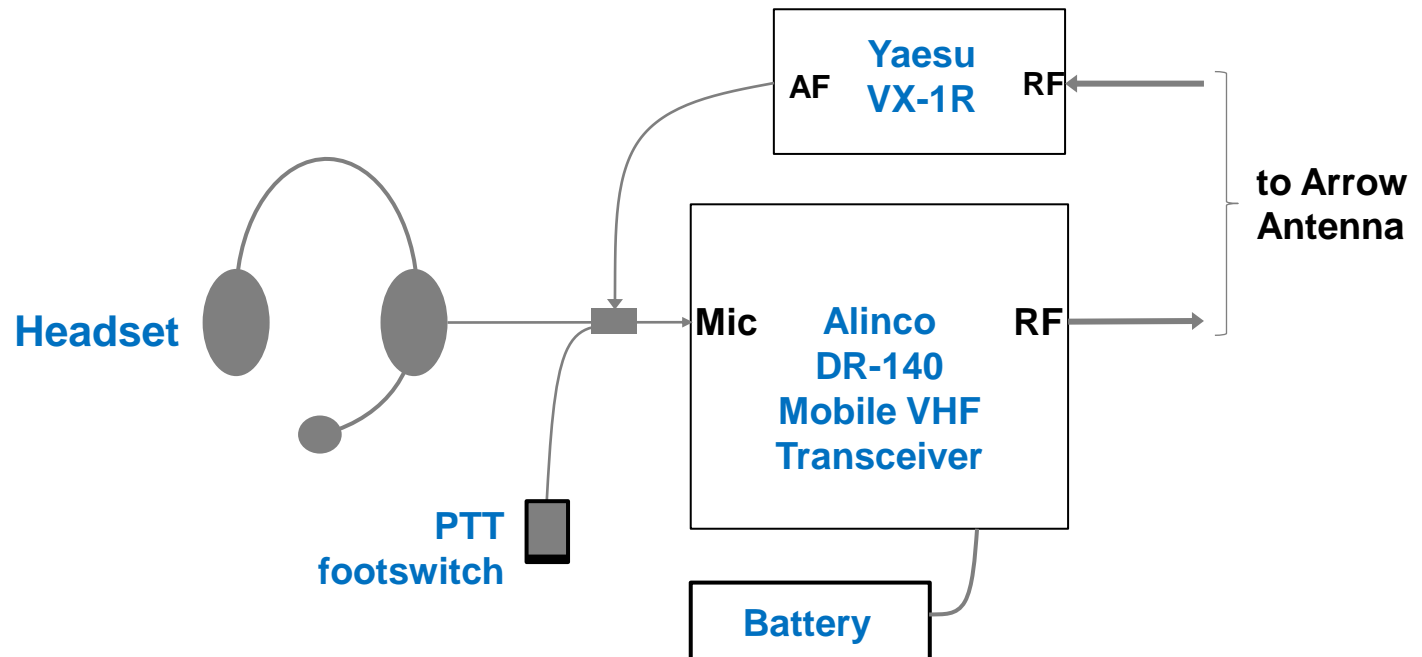 Yaesu
VX-1R
AF
RF
to Arrow
Antenna
Headset
Mic
Alinco
DR-140
Mobile VHF
Transceiver
RF
PTT
footswitch
Battery